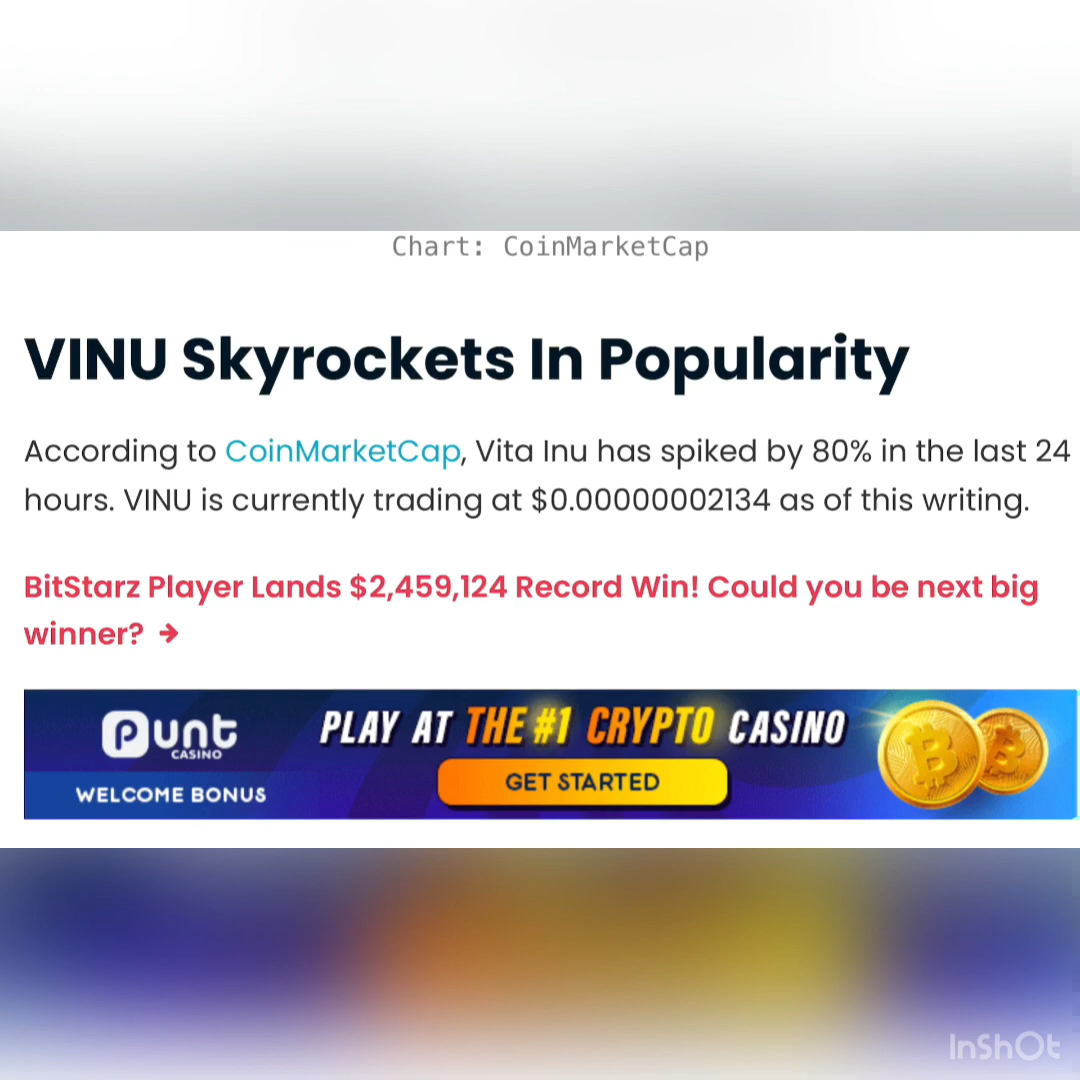 Chart: CoinMarketCap
VINU Skyrockets In Popularity
According to CoinMarketCap, Vita Inu has spiked by 80% in the last 24
hours. VINU is currently trading at $0.00000002134 as of this writing.
BitStarz Player Lands $2,459,124 Record Win! Could you be next big
winner? →
Punt
CASINO
WELCOME BONUS
PLAY AT THE #1 CRYPTO CASINO
GET STARTED
InShOt